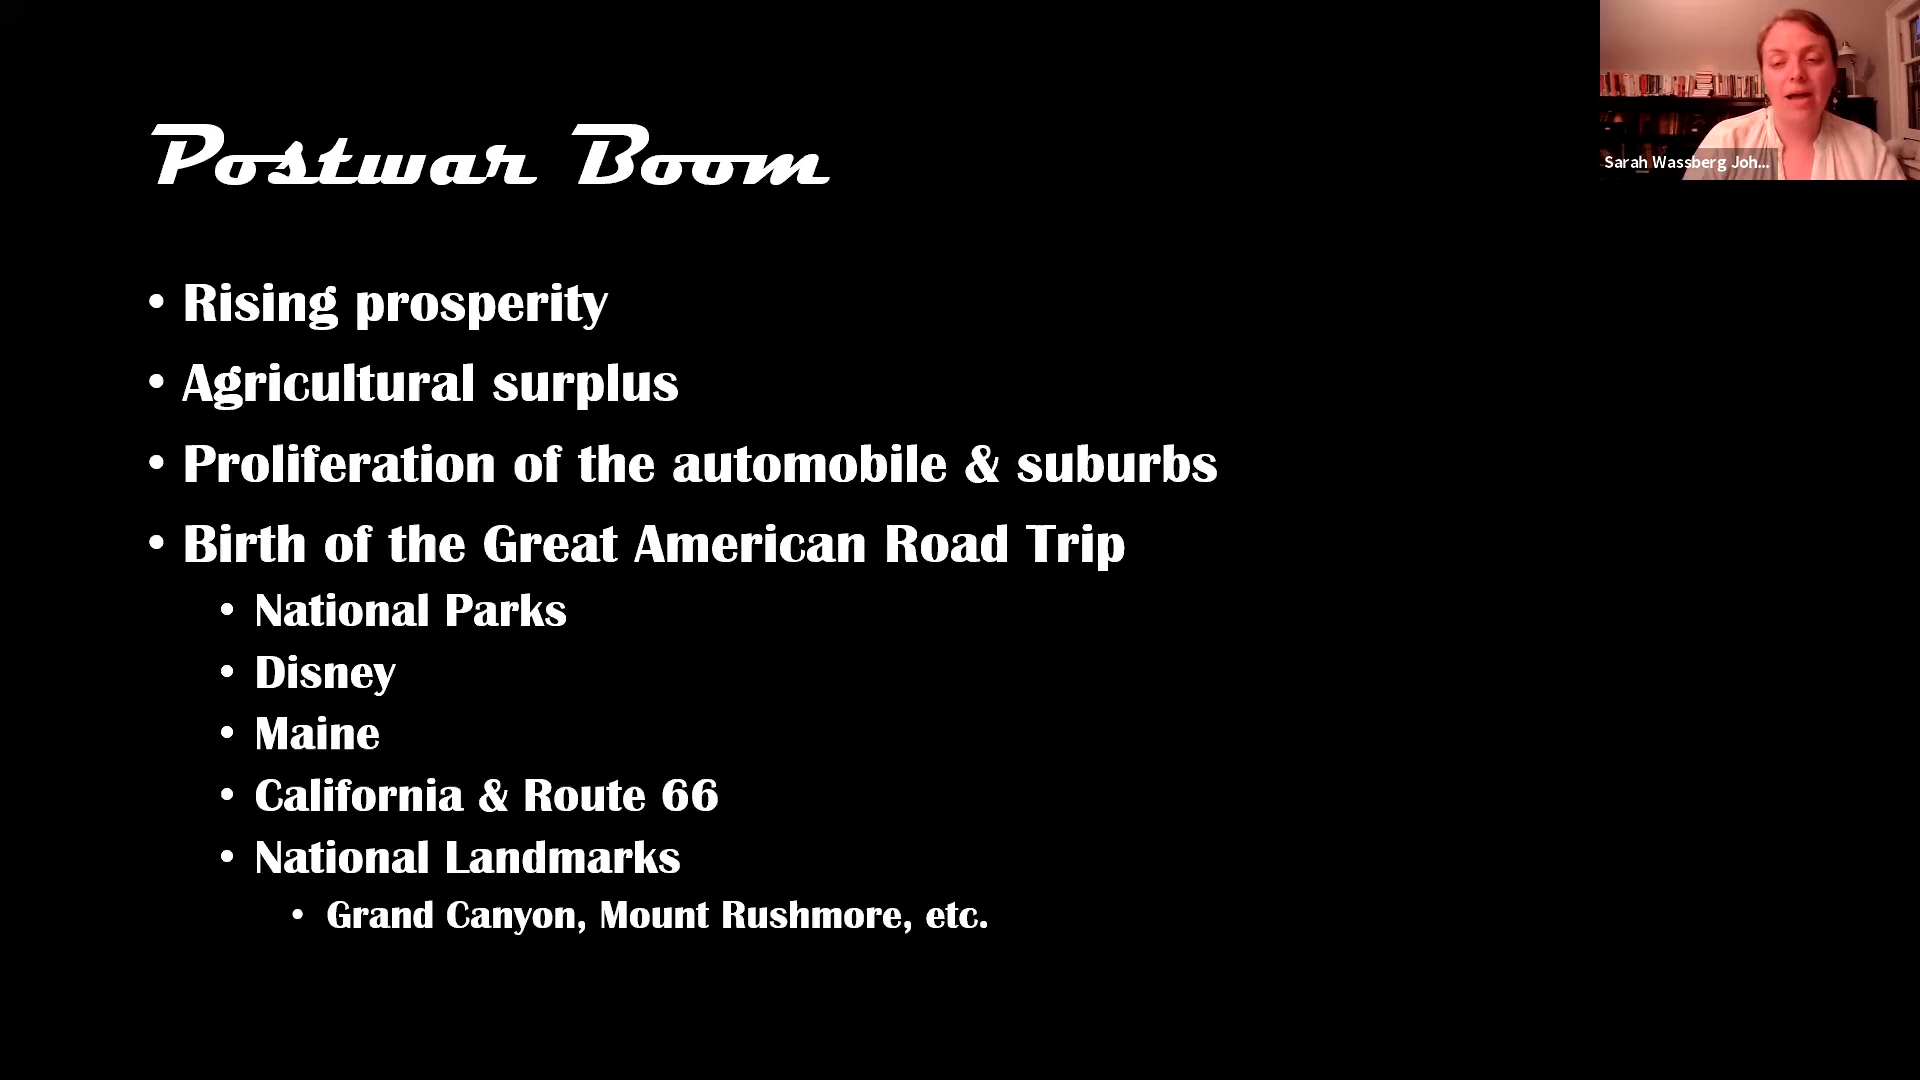 Postwar Boom
Sarah Wassberg Joh...
• Rising prosperity
• Agricultural surplus
• Proliferation of the automobile & suburbs
• Birth of the Great American Road Trip
• National Parks
• Disney
• Maine
• California & Route 66
• National Landmarks
• Grand Canyon, Mount Rushmore, etc.